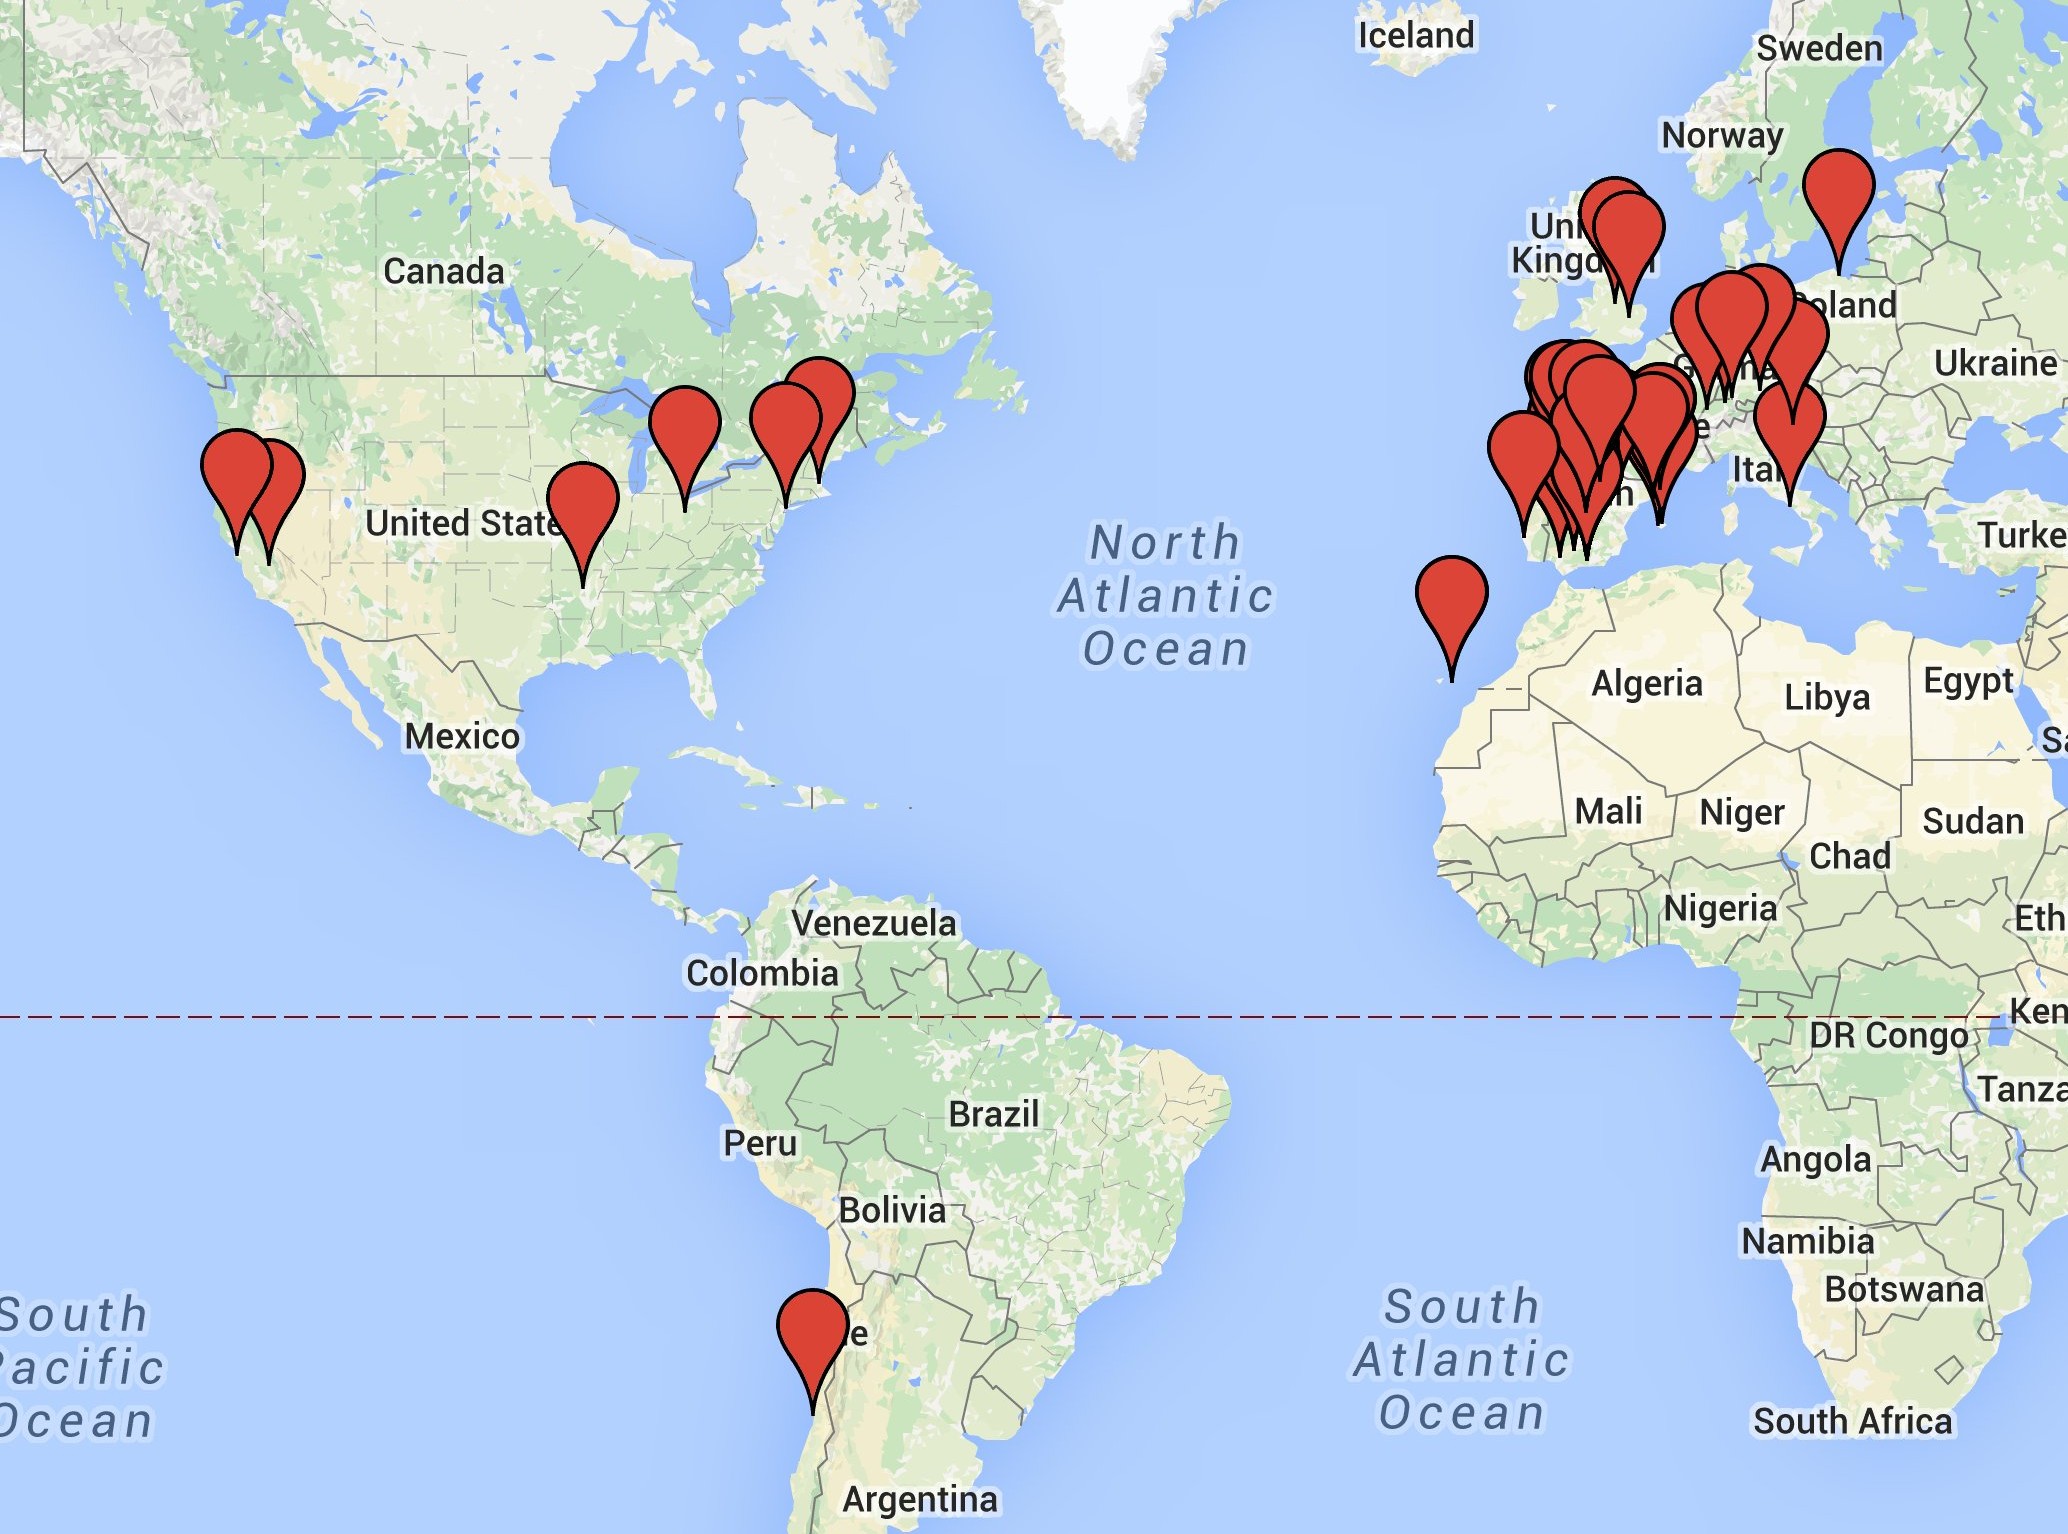 Iceland
Sweden
Norway
Uni
Kingd
Canada
oland
Ukraine
United State
Ita
Turke
North
Atlantic
Ocean
Algeria
Libya
Egypt
Sa
Mexico
Mali
Niger
Sudan
Chad
Nigeria
Eth
Venezuela
Colombia
Ken
DR Congo
Tanza
Brazil
Peru
Angola
Bolivia
Namibia
Botswana
South
Pacific
Ocean
South
Atlantic
Ocean
South Africa
Argentina